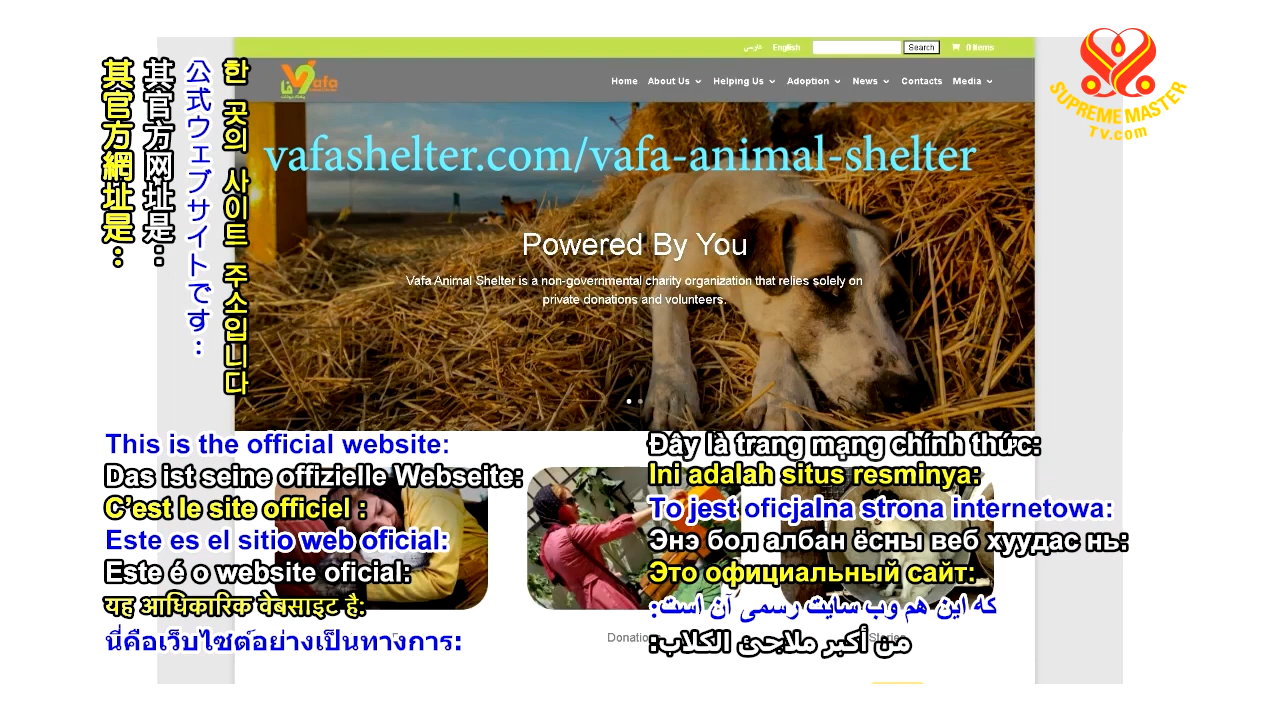 فارسی English Search 0 Items
Vafa
وفا
Home About Us Helping Us Adoption News Contacts Media
SUPREME MASTER
TV.com
vafashelter.com/vafa-animal-shelter
Powered By You
Vafa Animal Shelter is a non-governmental charity organization that relies solely on
private donations and volunteers.
其官方網址是：
其官方网址是：
公式ウェブサイトです：
한 곳의 사이트 주소입니다
This is the official website:
Das ist seine offizielle Webseite:
C’est le site officiel :
Este es el sitio web oficial:
Este é o website oficial:
यह आधिकारिक वेबसाइट है:
นี่คือเว็บไซต์อย่างเป็นทางการ:
Đây là trang mạng chính thức:
Ini adalah situs resminya:
To jest oficjalna strona internetowa:
Энэ бол албан ёсны веб хуудас нь:
Это официальный сайт:
که این هم وب سایت رسمی آن است:
من أكبر ملاجئ الكلاب:
Donation
Stories